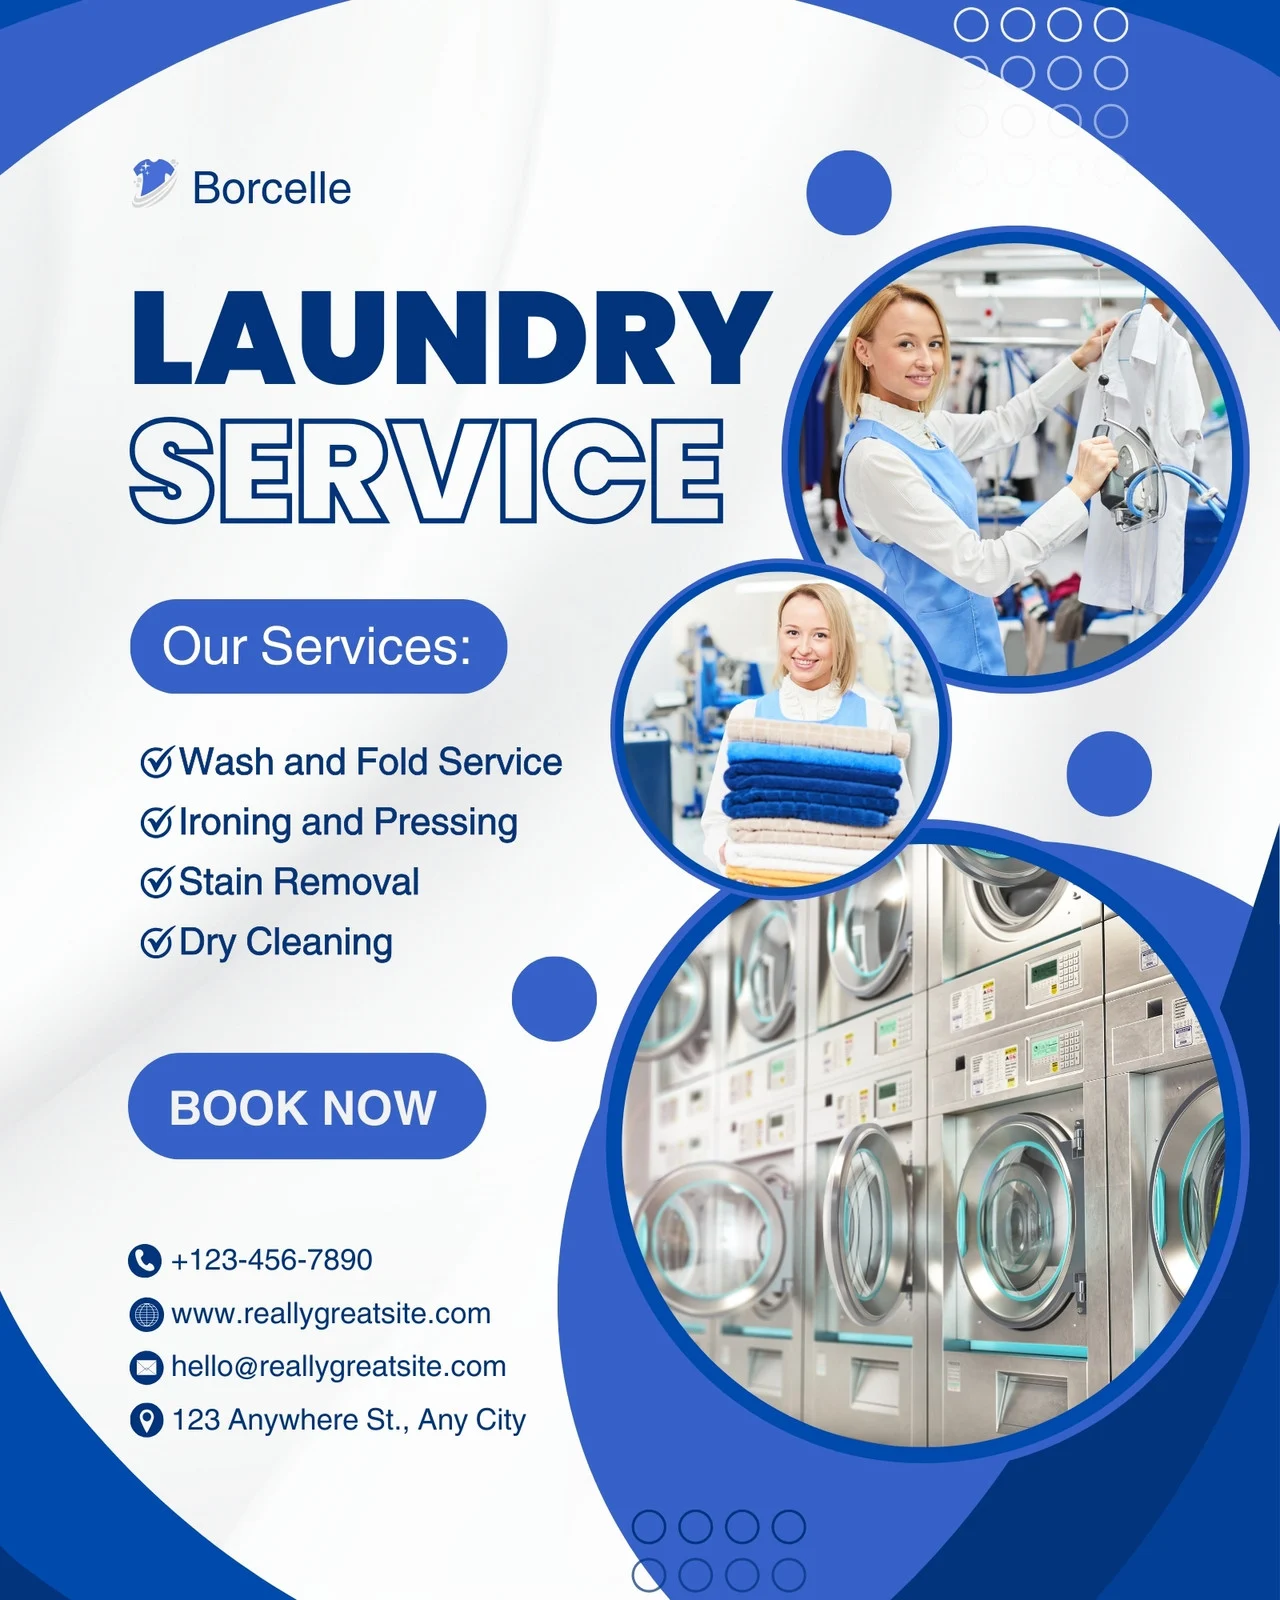 Borcelle
LAUNDRY
SERVICE
Our Services:
Wash and Fold Service
Ironing and Pressing
Stain Removal
Dry Cleaning
BOOK NOW
+123-456-7890
www.reallygreatsite.com
hello@reallygreatsite.com
123 Anywhere St., Any City